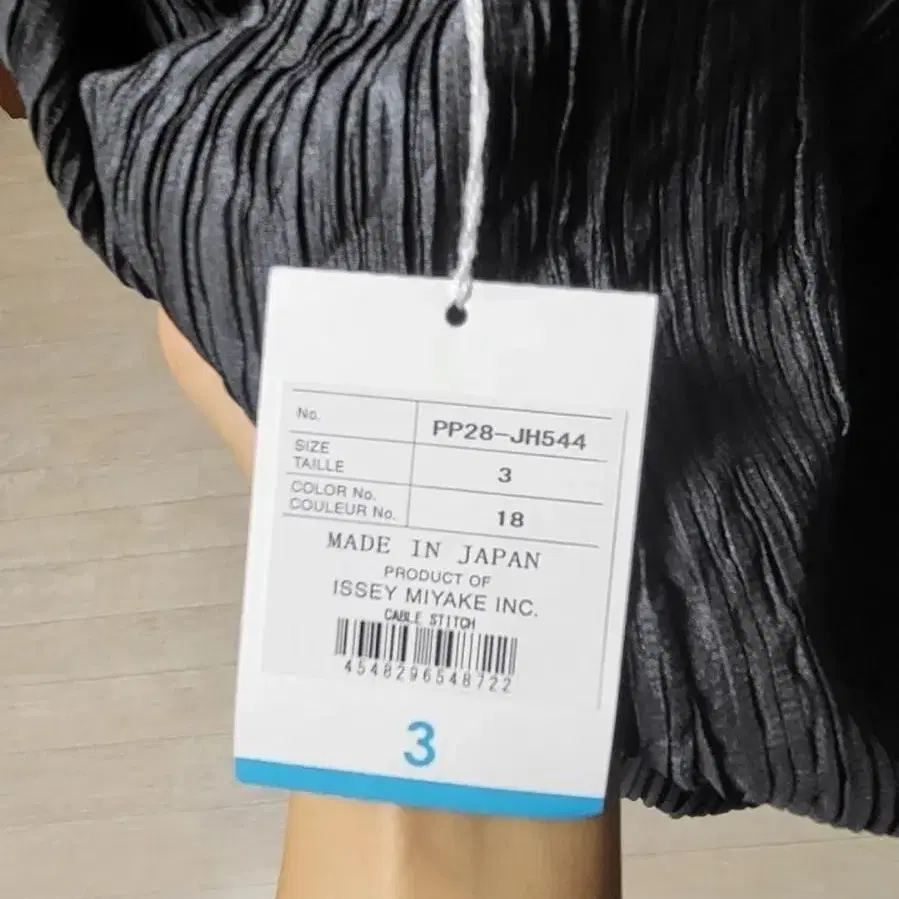 No. PP28-JH544
SIZE
TAILLE 3
COLOR No.
COULEUR No. 18
MADE IN JAPAN
PRODUCT OF
ISSEY MIYAKE INC.
CABLE STITCH
4548296548722
3